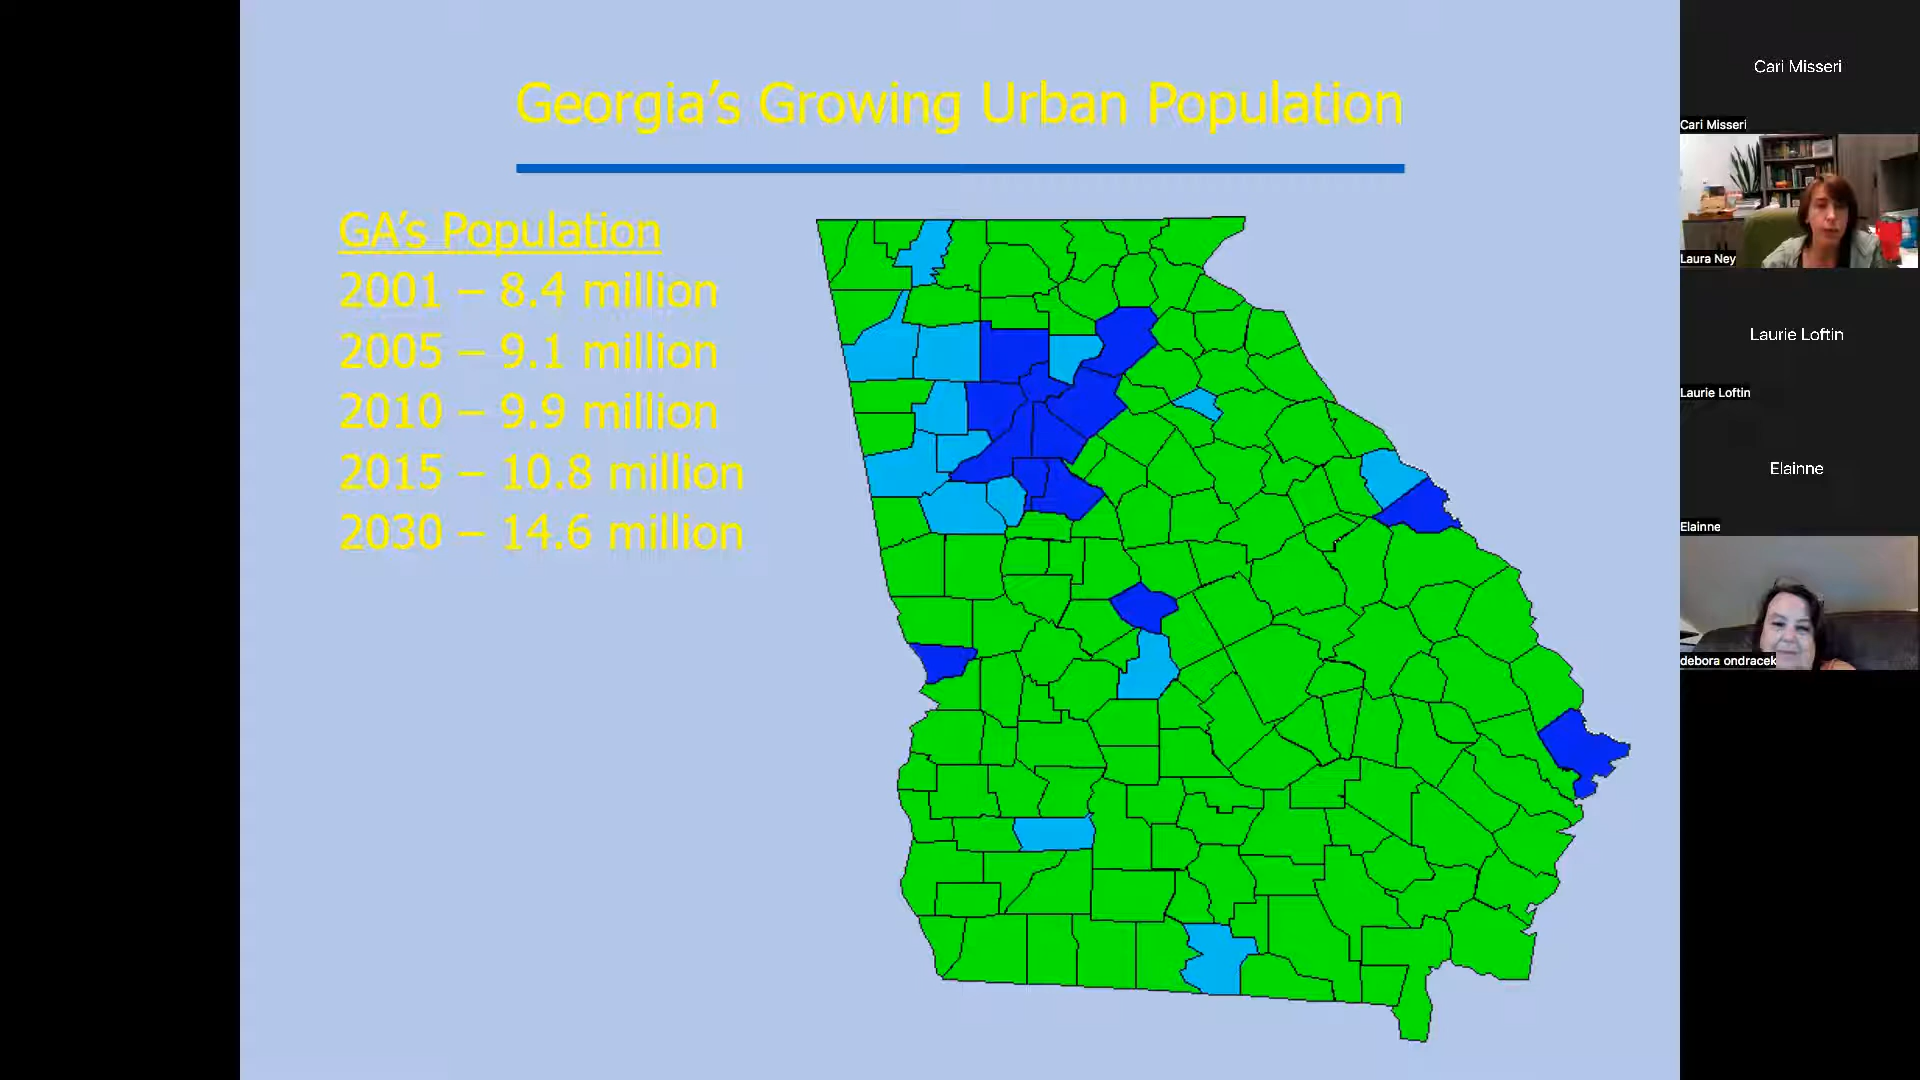 Georgia’s Growing Urban Population
GA’s Population
2001 – 8.4 million
2005 – 9.1 million
2010 – 9.9 million
2015 – 10.8 million
2030 – 14.6 million
Cari Misseri
Cari Misseri
Laura Ney
Laurie Loftin
Laurie Loftin
Elainne
Elainne
debora ondracek